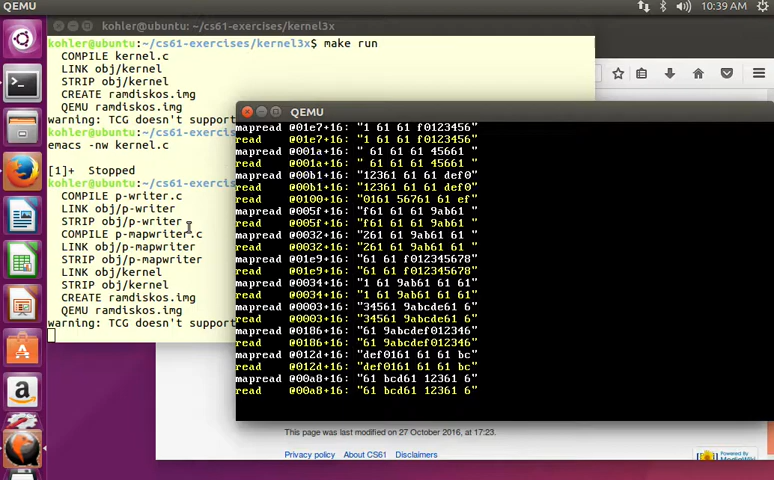 QEMU
10:39 AM
kohler@ubuntu: ~/cs61-exercises/kernel3x
kohler@ubuntu:~/cs61-exercises/kernel3x$ make run
COMPILE kernel.c
LINK obj/kernel
STRIP obj/kernel
CREATE ramdiskos.img
QEMU ramdiskos.img
warning: TCG doesn't support
kohler@ubuntu:~/cs61-exercis
emacs -nw kernel.c
[1]+  Stopped
kohler@ubuntu:~/cs61-exercis
COMPILE p-writer.c
LINK obj/p-writer
STRIP obj/p-writer
COMPILE p-mapwriter.c
LINK obj/p-mapwriter
STRIP obj/p-mapwriter
LINK obj/kernel
STRIP obj/kernel
CREATE ramdiskos.img
QEMU ramdiskos.img
warning: TCG doesn't support
QEMU
mapread @01e7+16: "1 61 61 f0123456"
read    @01e7+16: "1 61 61 f0123456"
mapread @001a+16: " 61 61 61 45661 "
read    @001a+16: " 61 61 61 45661 "
mapread @00b1+16: "12361 61 61 def0"
read    @00b1+16: "12361 61 61 def0"
read    @0100+16: "0161 56761 61 ef"
mapread @005f+16: "f61 61 61 9ab61 "
read    @005f+16: "f61 61 61 9ab61 "
mapread @0032+16: "261 61 9ab61 61 "
read    @0032+16: "261 61 9ab61 61 "
mapread @01e9+16: "61 61 f012345678"
read    @01e9+16: "61 61 f012345678"
mapread @0034+16: "1 61 9ab61 61 61"
read    @0034+16: "1 61 9ab61 61 61"
mapread @0003+16: "34561 9abcde61 6"
read    @0003+16: "34561 9abcde61 6"
mapread @0186+16: "61 9abcdef012346"
read    @0186+16: "61 9abcdef012346"
mapread @012d+16: "def0161 61 61 bc"
read    @012d+16: "def0161 61 61 bc"
mapread @00a8+16: "61 bcd61 12361 6"
read    @00a8+16: "61 bcd61 12361 6"
This page was last modified on 27 October 2016, at 17:23.
Privacy policy About CS61 Disclaimers
Powered By
MediaWiki